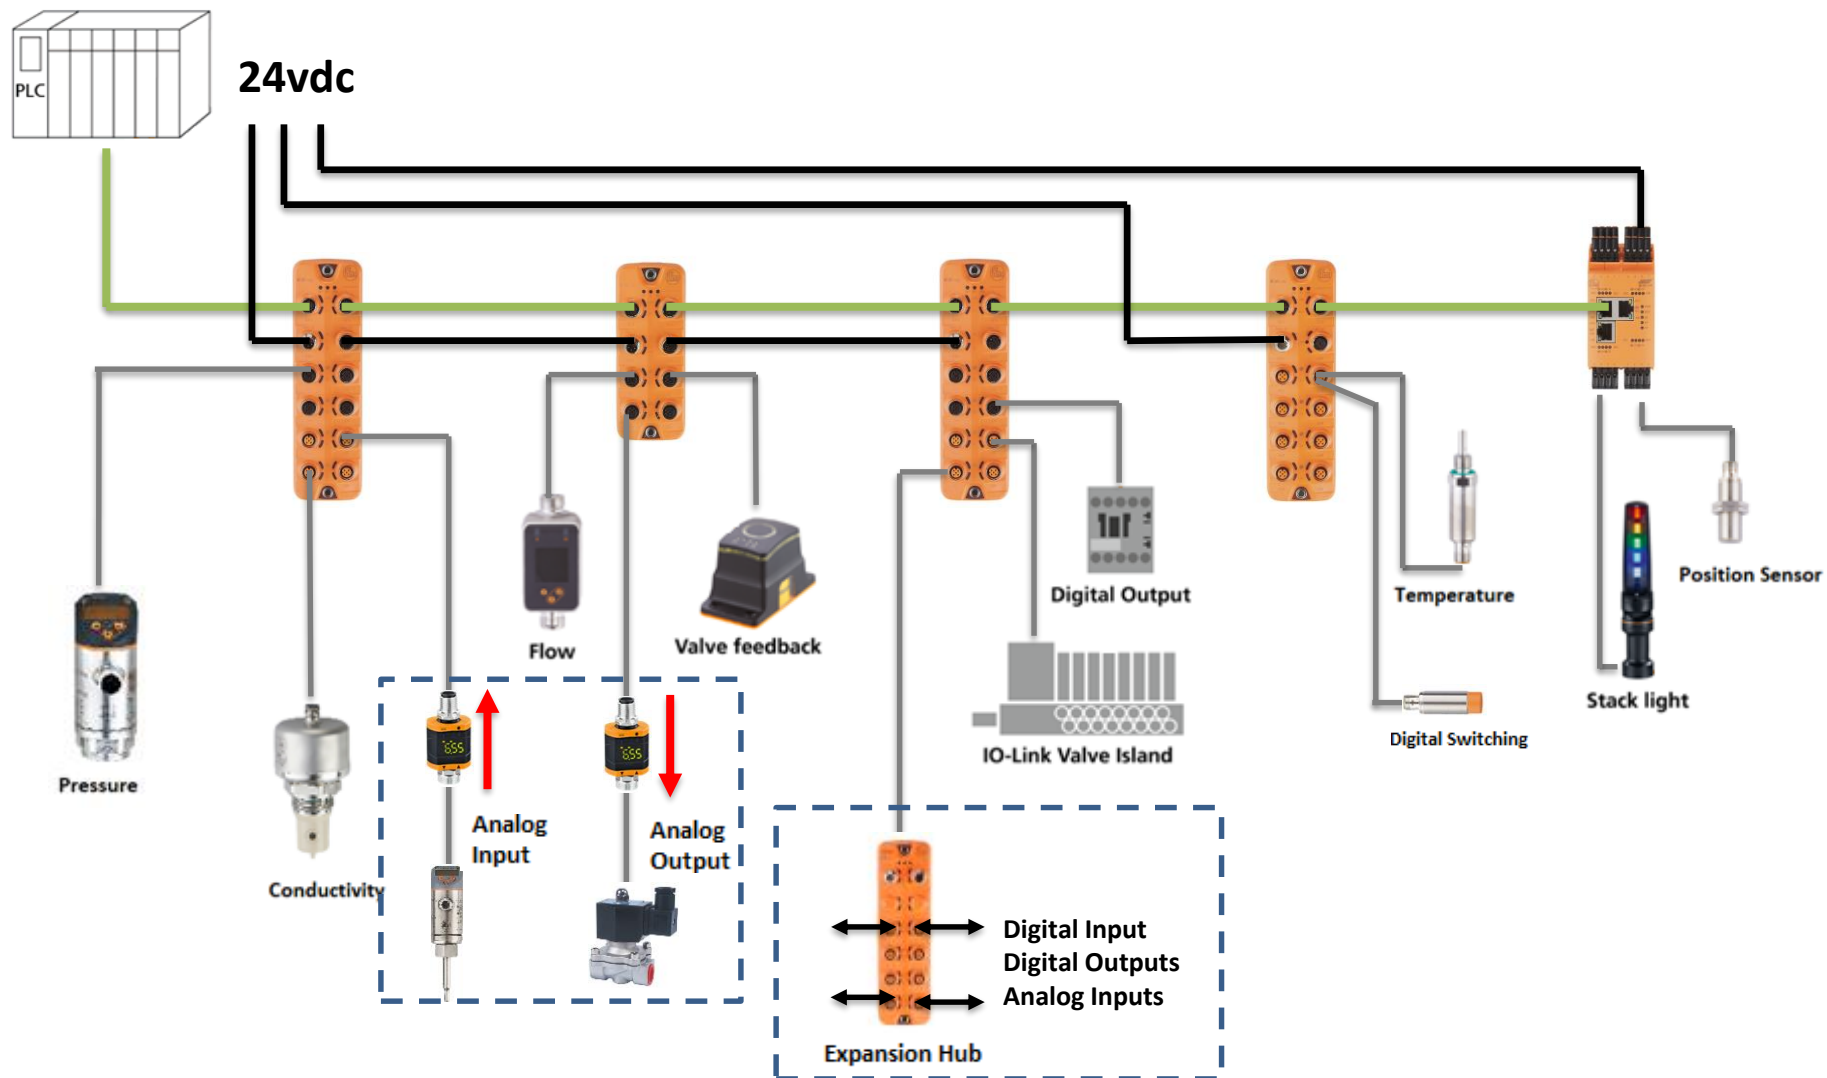 PLC
24vdc
Pressure
Conductivity
Analog
Input
Flow
Valve feedback
Analog
Output
Digital Output
IO-Link Valve Island
Expansion Hub
Digital Input
Digital Outputs
Analog Inputs
Temperature
Digital Switching
Stack light
Position Sensor